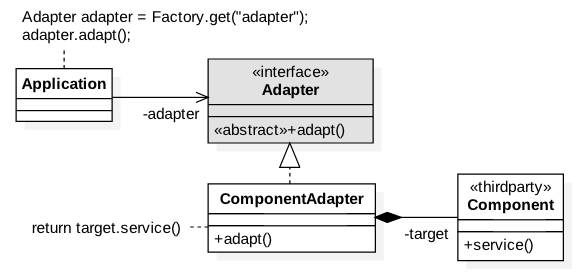 Adapter adapter = Factory.get("adapter");
adapter.adapt();
Application
-adapter
«interface»
Adapter
«abstract»+adapt()
ComponentAdapter
+adapt()
return target.service()
-target
«thirdparty»
Component
+service()